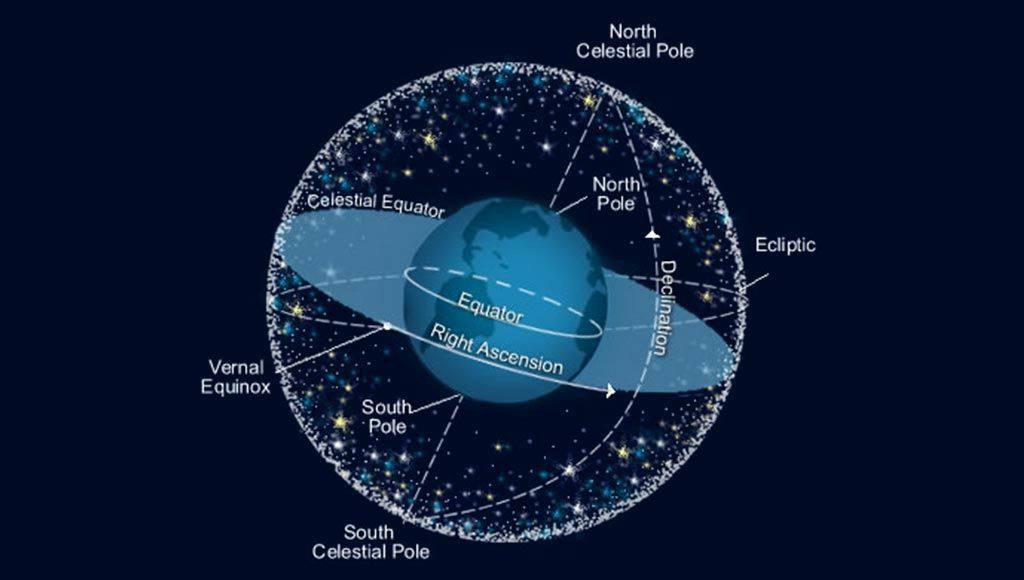 North
Celestial Pole
North
Pole
Celestial Equator
Ecliptic
Declination
Equator
Right Ascension
Vernal
Equinox
South
Pole
South
Celestial Pole